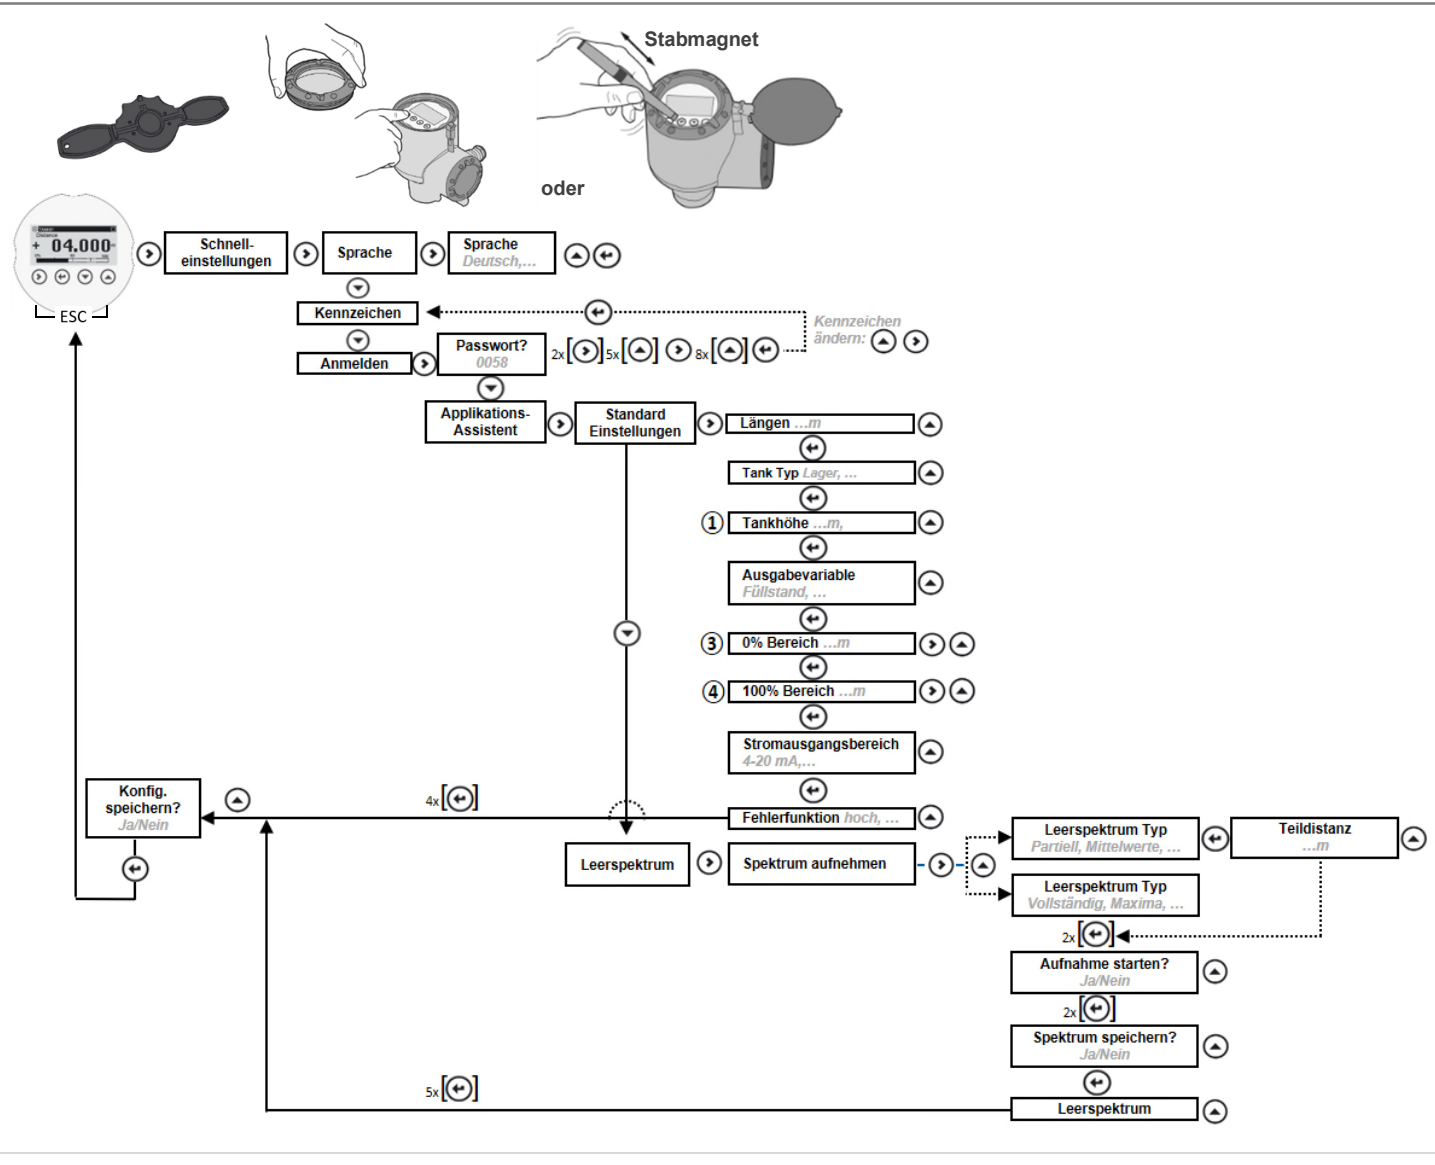 Stabmagnet
oder
Distance
+ 04.000
ESC
Schnell-
einstellungen
Sprache
Sprache
Deutsch,...
Kennzeichen
Kennzeichen
ändern:
Anmelden
Passwort?
0058
2x[ ]5x[ ] 8x[ ]
Applikations-
Assistent
Standard
Einstellungen
Längen ...m
Tank Typ Lager, ...
1 Tankhöhe ...m,
Ausgabevariable
Füllstand, ...
3 0% Bereich ...m
4 100% Bereich ...m
Stromausgangsbereich
4-20 mA,...
Konfig.
speichern?
Ja/Nein
4x[ ]
Fehlerfunktion hoch, ...
Leerspektrum
Spektrum aufnehmen
Leerspektrum Typ
Partiell, Mittelwerte, ...
Teildistanz
...m
Leerspektrum Typ
Vollständig, Maxima, ...
2x[ ]
Aufnahme starten?
Ja/Nein
2x[ ]
Spektrum speichern?
Ja/Nein
5x[ ]
Leerspektrum